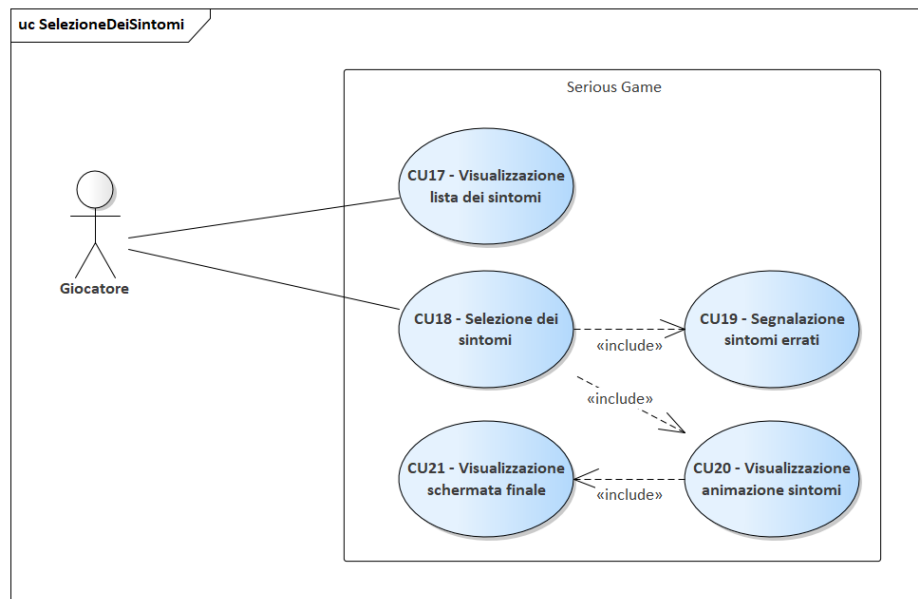 uc SelezioneDeiSintomi
Serious Game
CU17 - Visualizzazione
lista dei sintomi
Giocatore
CU18 - Selezione dei
sintomi
«include»
CU19 - Segnalazione
sintomi errati
«include»
CU21 - Visualizzazione
schermata finale
«include»
CU20 - Visualizzazione
animazione sintomi